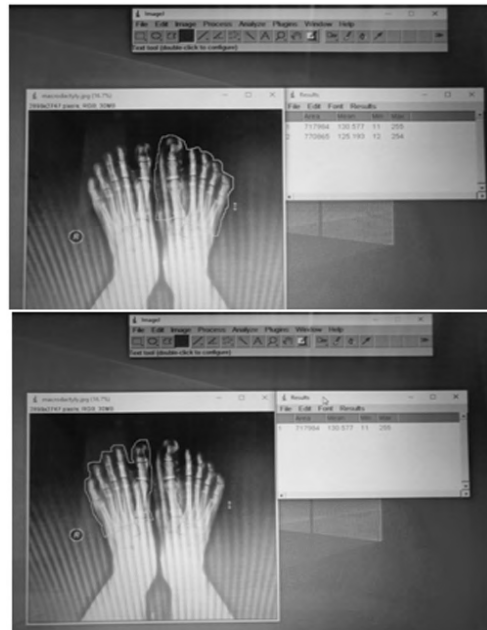 ImageJ
File Edit Image Process Analyze Plugins Window Help
Text tool (double-click to configure)
macrodactyly.jpg (16.7%)
Results
File Edit Font Results
Area Mean Min Max
1 717984 130.577 11 255
2 770865 125.193 12 254
R
ImageJ
File Edit Image Process Analyze Plugins Window Help
Text tool (double-click to configure)
macrodactyly.jpg (16.7%)
Results
File Edit Font Results
Area Mean Min Max
1 717984 130.577 11 255
R